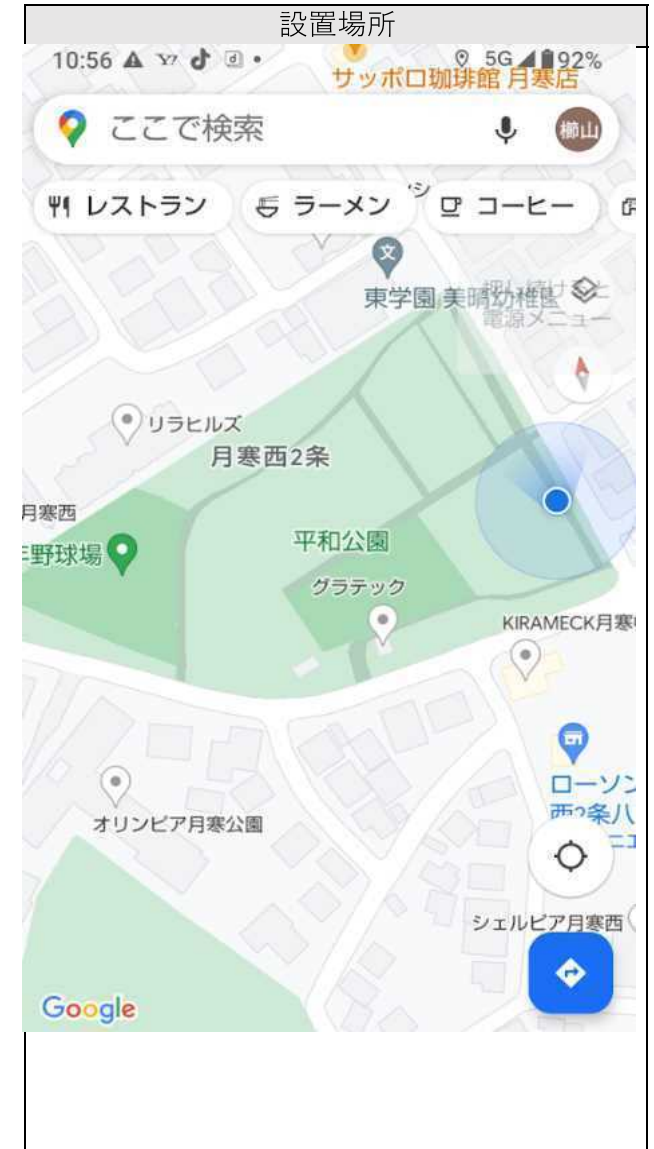 設置場所
10:56
5G 92%
サッポロ珈琲館 月寒店
ここで検索
櫛山
レストラン
ラーメン
コーヒー
文
東学園 美晴幼稚園
押し続けると
電源メニュー
リラヒルズ
月寒西2条
月寒西
野球場
平和公園
グラテック
KIRAMECK月寒
ローソン
西2条八
オリンピア月寒公園
シェルピア月寒西
Google